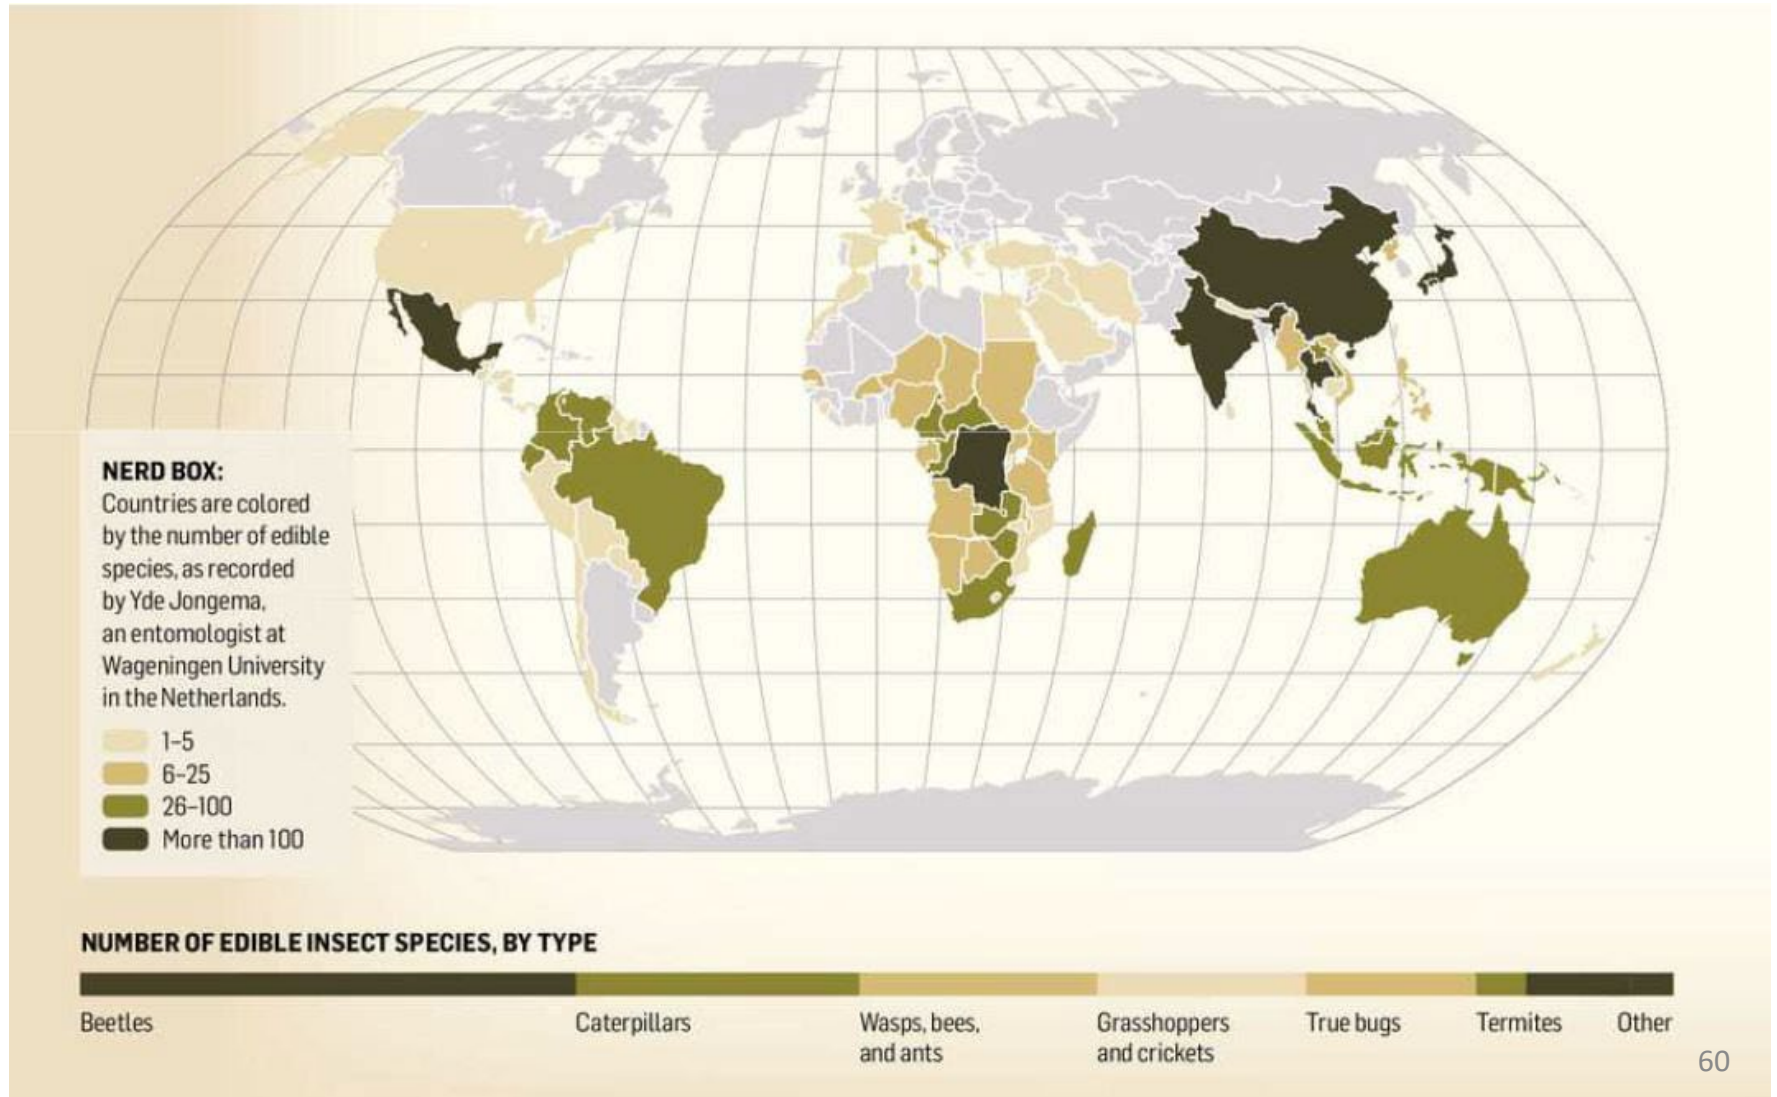 NERD BOX:
Countries are colored
by the number of edible
species, as recorded
by Yde Jongema,
an entomologist at
Wageningen University
in the Netherlands.
1–5
6–25
26–100
More than 100
NUMBER OF EDIBLE INSECT SPECIES, BY TYPE
Beetles
Caterpillars
Wasps, bees,
and ants
Grasshoppers
and crickets
True bugs
Termites
Other
60